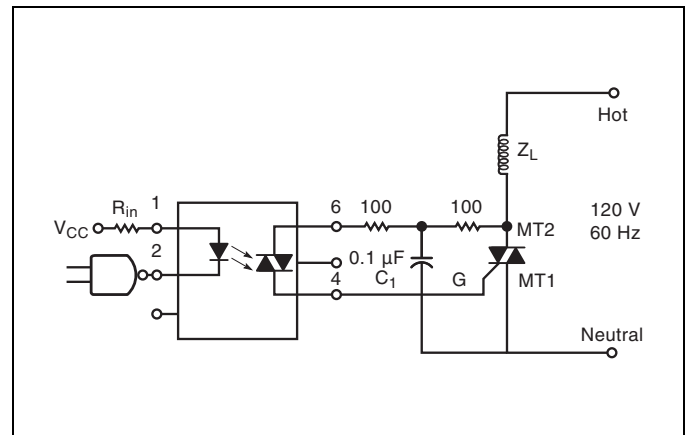 Hot
Z_L
R_in
1
6
100
100
120 V
60 Hz
V_CC
MT2
2
0.1 µF
C_1
4
G
MT1
Neutral